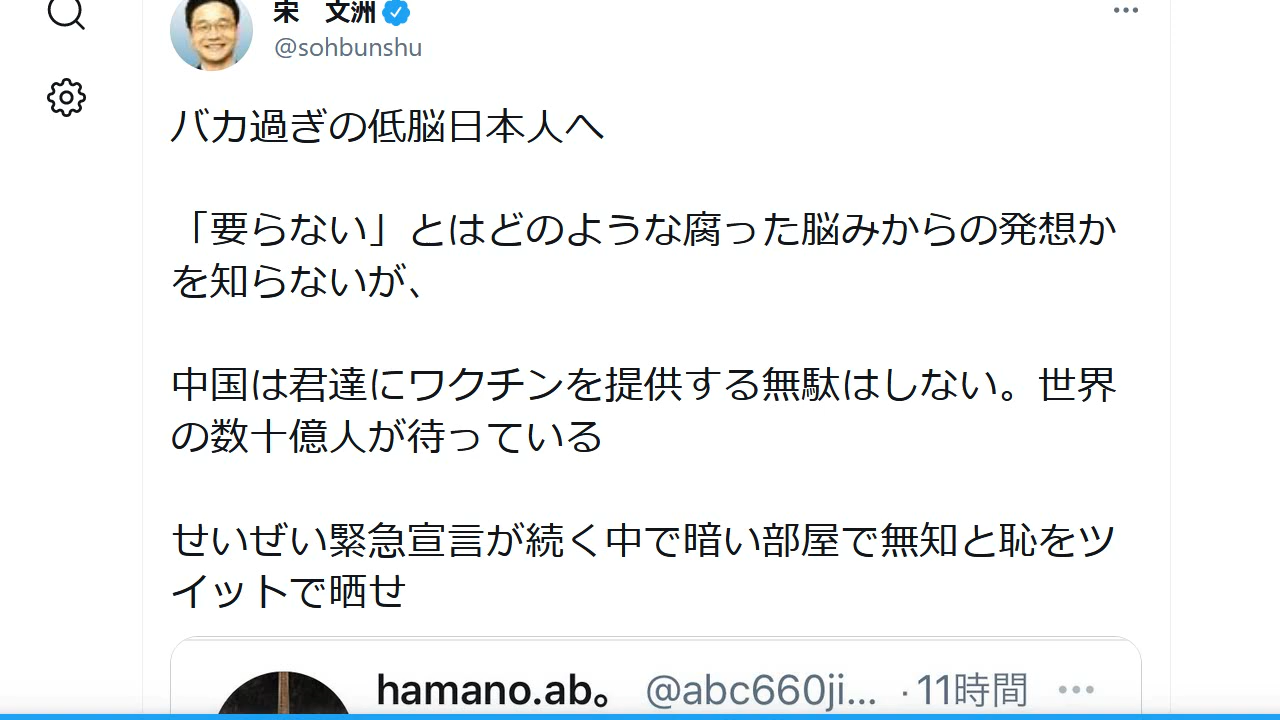 宋 文洲
@sohbunshu
バカ過ぎの低脳日本人へ
「要らない」とはどのような腐った脳みからの発想か
を知らないが、
中国は君達にワクチンを提供する無駄はしない。世界
の数十億人が待っている
せいぜい緊急宣言が続く中で暗い部屋で無知と恥をツ
イットで晒せ
hamano.ab。 @abc660ji... ・11時間